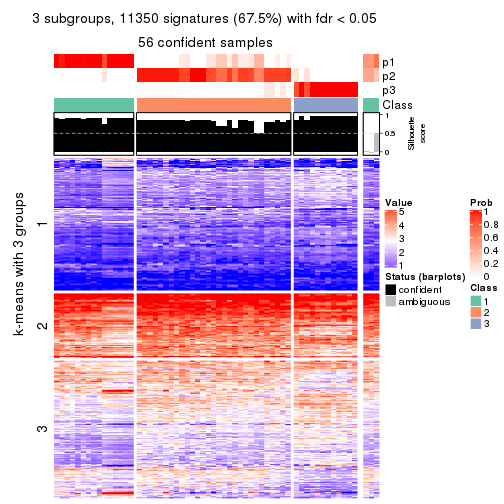 3 subgroups, 11350 signatures (67.5%) with fdr < 0.05
56 confident samples
p1
p2
p3
Class
1
0.5
0
Silhouette
score
k-means with 3 groups
1
2
3
Value
5
4
3
2
1
Status (barplots)
confident
ambiguous
Prob
1
0.8
0.6
0.4
0.2
0
Class
1
2
3